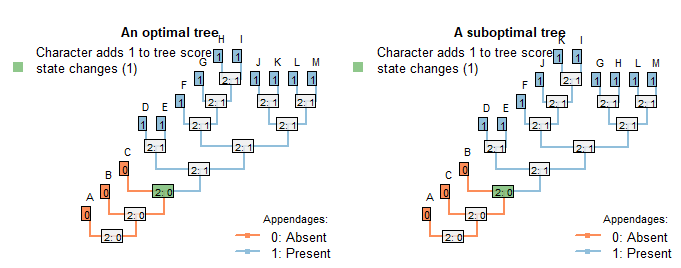 An optimal tree
Character adds 1 to tree score
state changes (1)
H I
G
1 1
J K L M
F
1 2: 1
1 1 1 1
D E
1 2: 1 2: 1 2: 1
1 1 2: 1
C
2: 1 2: 1
B
0 2: 1
A
0 2: 0
0 2: 0
2: 0
Appendages:
0: Absent
1: Present
A suboptimal tree
Character adds 1 to tree score
state changes (1)
K I
J
1 1
G H L M
F
1 2: 1
1 1 1 1
D E
1 2: 1 2: 1 2: 1
1 1 2: 1
B
2: 1 2: 1
C
0 2: 1
A
0 2: 0
0 2: 0
2: 0
Appendages:
0: Absent
1: Present